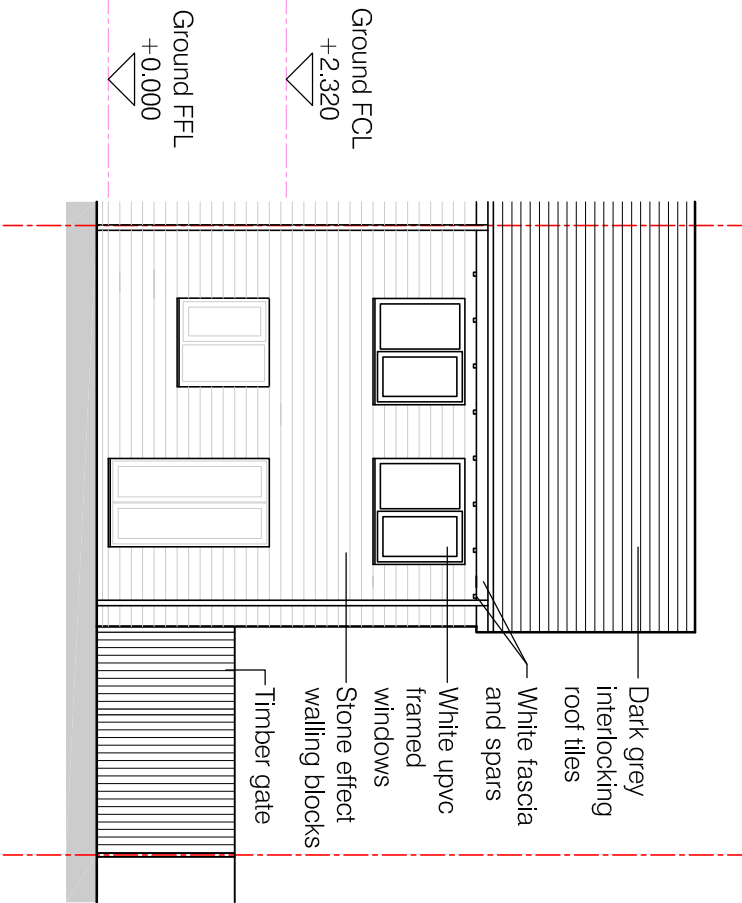 Ground FCL
+2.320
Ground FFL
+0.000
Dark grey
interlocking
roof tiles
White fascia
and spars
White upvc
framed
windows
Stone effect
walling blocks
Timber gate